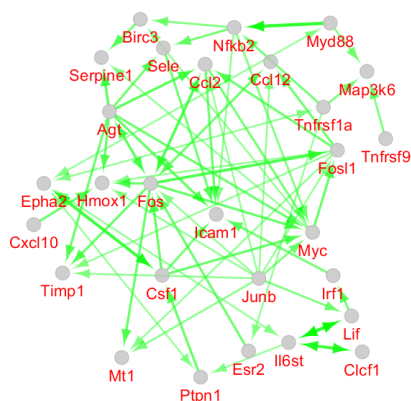 Birc3
Nfkb2
Myd88
Serpine1
Sele
Ccl2
Ccl12
Map3k6
Agt
Tnfrsf1a
Tnfrsf9
Fosl1
Epha2
Hmox1
Fos
Icam1
Cxcl10
Myc
Timp1
Csf1
Junb
Irf1
Lif
Mt1
Esr2
Il6st
Clcf1
Ptpn1